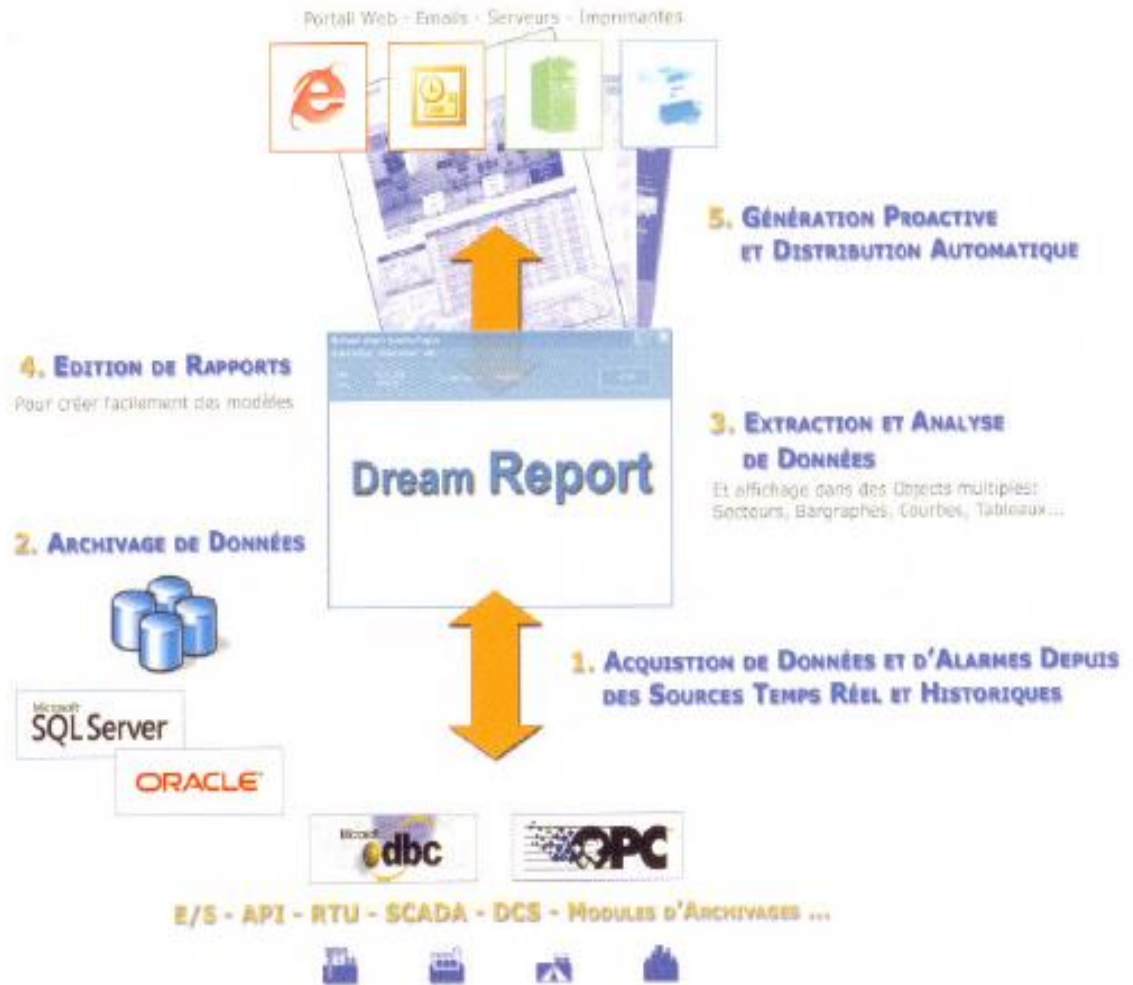 Portail Web - Emails - Serveurs - Imprimantes
5. GÉNÉRATION PROACTIVE
ET DISTRIBUTION AUTOMATIQUE
4. EDITION DE RAPPORTS
Pour créer facilement des modèles
Dream Report
3. EXTRACTION ET ANALYSE
DE DONNÉES
Et affichage dans des Objects multiples:
Secteurs, Bargraphes, Courbes, Tableaux...
2. ARCHIVAGE DE DONNÉES
1. ACQUISTION DE DONNÉES ET D'ALARMES DEPUIS
DES SOURCES TEMPS RÉEL ET HISTORIQUES
Microsoft
SQL Server
ORACLE
Microsoft
odbc
OPC
E/S - API - RTU - SCADA - DCS - MODULES D'ARCHIVAGES ...